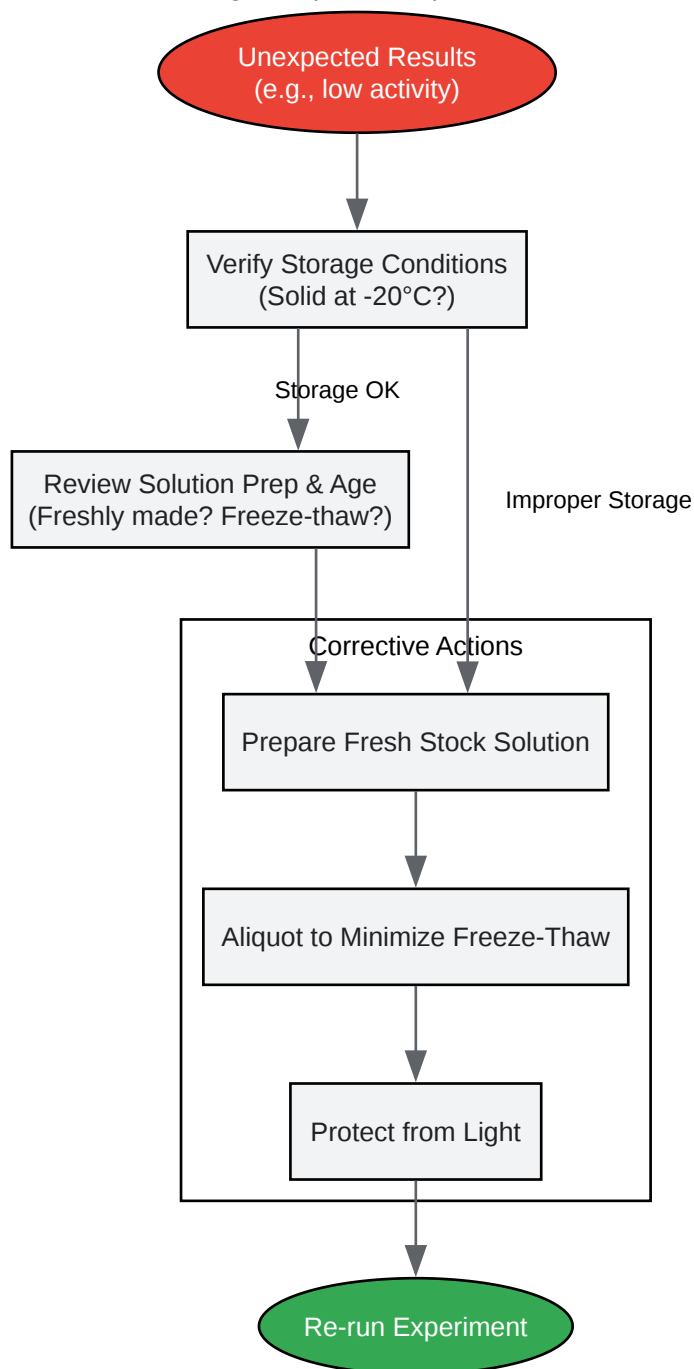 Unexpected Results
(e.g., low activity)
Verify Storage Conditions
(Solid at -20°C?)
Storage OK
Review Solution Prep & Age
(Freshly made? Freeze-thaw?)
Improper Storage
Corrective Actions
Prepare Fresh Stock Solution
Aliquot to Minimize Freeze-Thaw
Protect from Light
Re-run Experiment